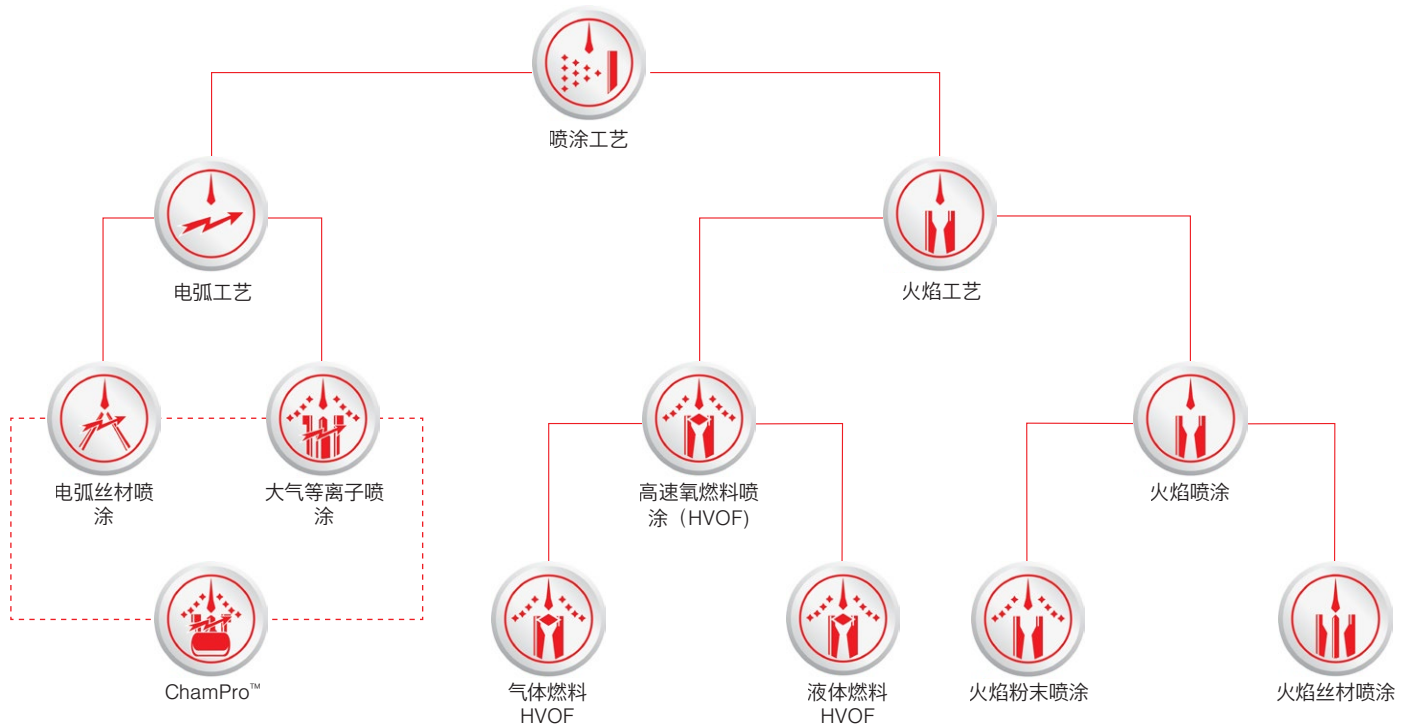 喷涂工艺
电弧工艺
火焰工艺
电弧丝材喷
涂
大气等离子喷
涂
高速氧燃料喷
涂（HVOF)
火焰喷涂
ChamPro™
气体燃料
HVOF
液体燃料
HVOF
火焰粉末喷涂
火焰丝材喷涂